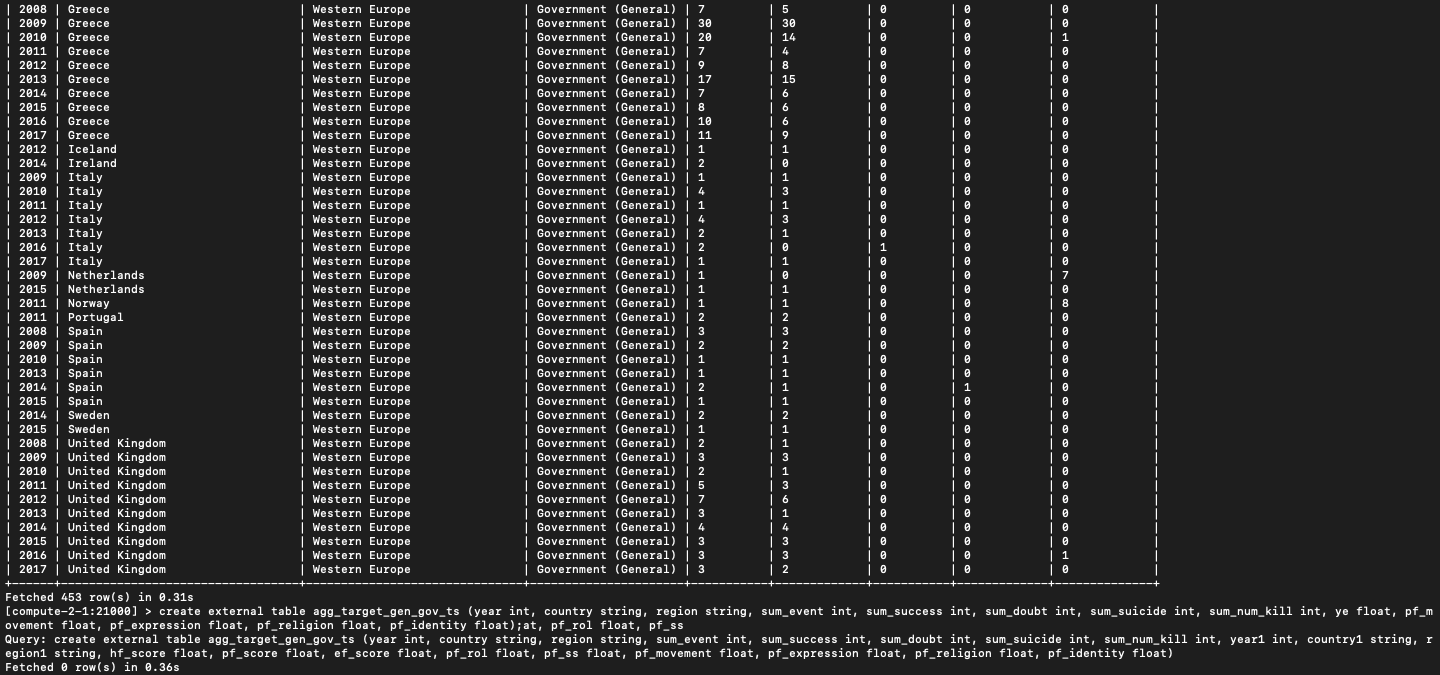 | 2008 | Greece | Western Europe | Government (General) | 7 | 5 | 0 | 0 | 0 |
| 2009 | Greece | Western Europe | Government (General) | 30 | 30 | 0 | 0 | 0 |
| 2010 | Greece | Western Europe | Government (General) | 20 | 14 | 0 | 0 | 1 |
| 2011 | Greece | Western Europe | Government (General) | 7 | 4 | 0 | 0 | 0 |
| 2012 | Greece | Western Europe | Government (General) | 9 | 8 | 0 | 0 | 0 |
| 2013 | Greece | Western Europe | Government (General) | 17 | 15 | 0 | 0 | 0 |
| 2014 | Greece | Western Europe | Government (General) | 7 | 6 | 0 | 0 | 0 |
| 2015 | Greece | Western Europe | Government (General) | 8 | 6 | 0 | 0 | 0 |
| 2016 | Greece | Western Europe | Government (General) | 10 | 6 | 0 | 0 | 0 |
| 2017 | Greece | Western Europe | Government (General) | 11 | 9 | 0 | 0 | 0 |
| 2012 | Iceland | Western Europe | Government (General) | 1 | 1 | 0 | 0 | 0 |
| 2014 | Ireland | Western Europe | Government (General) | 2 | 0 | 0 | 0 | 0 |
| 2009 | Italy | Western Europe | Government (General) | 1 | 1 | 0 | 0 | 0 |
| 2010 | Italy | Western Europe | Government (General) | 4 | 3 | 0 | 0 | 0 |
| 2011 | Italy | Western Europe | Government (General) | 1 | 1 | 0 | 0 | 0 |
| 2012 | Italy | Western Europe | Government (General) | 4 | 3 | 0 | 0 | 0 |
| 2013 | Italy | Western Europe | Government (General) | 2 | 1 | 0 | 0 | 0 |
| 2016 | Italy | Western Europe | Government (General) | 2 | 0 | 1 | 0 | 0 |
| 2017 | Italy | Western Europe | Government (General) | 1 | 1 | 0 | 0 | 0 |
| 2009 | Netherlands | Western Europe | Government (General) | 1 | 0 | 0 | 0 | 7 |
| 2015 | Netherlands | Western Europe | Government (General) | 1 | 1 | 0 | 0 | 0 |
| 2011 | Norway | Western Europe | Government (General) | 1 | 1 | 0 | 0 | 8 |
| 2011 | Portugal | Western Europe | Government (General) | 2 | 2 | 0 | 0 | 0 |
| 2008 | Spain | Western Europe | Government (General) | 3 | 3 | 0 | 0 | 0 |
| 2009 | Spain | Western Europe | Government (General) | 2 | 2 | 0 | 0 | 0 |
| 2010 | Spain | Western Europe | Government (General) | 1 | 1 | 0 | 0 | 0 |
| 2013 | Spain | Western Europe | Government (General) | 1 | 1 | 0 | 0 | 0 |
| 2014 | Spain | Western Europe | Government (General) | 2 | 1 | 0 | 1 | 0 |
| 2015 | Spain | Western Europe | Government (General) | 1 | 1 | 0 | 0 | 0 |
| 2014 | Sweden | Western Europe | Government (General) | 2 | 2 | 0 | 0 | 0 |
| 2015 | Sweden | Western Europe | Government (General) | 1 | 1 | 0 | 0 | 0 |
| 2008 | United Kingdom | Western Europe | Government (General) | 2 | 1 | 0 | 0 | 0 |
| 2009 | United Kingdom | Western Europe | Government (General) | 3 | 3 | 0 | 0 | 0 |
| 2010 | United Kingdom | Western Europe | Government (General) | 2 | 1 | 0 | 0 | 0 |
| 2011 | United Kingdom | Western Europe | Government (General) | 5 | 3 | 0 | 0 | 0 |
| 2012 | United Kingdom | Western Europe | Government (General) | 7 | 6 | 0 | 0 | 0 |
| 2013 | United Kingdom | Western Europe | Government (General) | 3 | 1 | 0 | 0 | 0 |
| 2014 | United Kingdom | Western Europe | Government (General) | 4 | 4 | 0 | 0 | 0 |
| 2015 | United Kingdom | Western Europe | Government (General) | 3 | 3 | 0 | 0 | 0 |
| 2016 | United Kingdom | Western Europe | Government (General) | 3 | 3 | 0 | 0 | 1 |
| 2017 | United Kingdom | Western Europe | Government (General) | 3 | 2 | 0 | 0 | 0 |
Fetched 453 row(s) in 0.31s
[compute-2-1:21000] > create external table agg_target_gen_gov_ts (year int, country string, region string, sum_event int, sum_success int, sum_doubt int, sum_suicide int, sum_num_kill int, ye float, pf_m
ovement float, pf_expression float, pf_religion float, pf_identity float);at, pf_rol float, pf_ss
Query: create external table agg_target_gen_gov_ts (year int, country string, region string, sum_event int, sum_success int, sum_doubt int, sum_suicide int, sum_num_kill int, year1 int, country1 string, r
egion1 string, hf_score float, pf_score float, ef_score float, pf_rol float, pf_ss float, pf_movement float, pf_expression float, pf_religion float, pf_identity float)
Fetched 0 row(s) in 0.36s